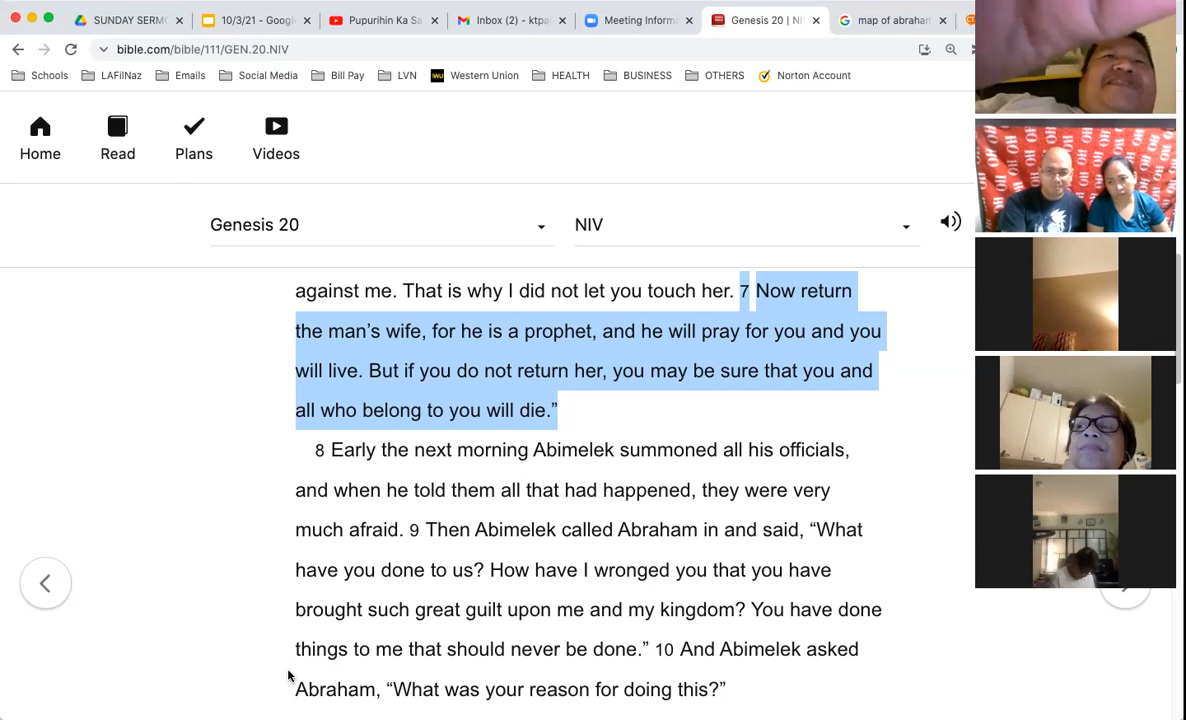 SUNDAY SERM
10/3/21 - Googl
Pupurihin Ka Sa
Inbox (2) - ktpa
Meeting Inform
Genesis 20 | NI
map of abraham
bible.com/bible/111/GEN.20.NIV
Schools
LAFilNaz
Emails
Social Media
Bill Pay
LVN
WU
Western Union
HEALTH
BUSINESS
OTHERS
Norton Account
Home
Read
Plans
Videos
Genesis 20
NIV
against me. That is why I did not let you touch her. 7 Now return
the man’s wife, for he is a prophet, and he will pray for you and you
will live. But if you do not return her, you may be sure that you and
all who belong to you will die.”
8 Early the next morning Abimelek summoned all his officials,
and when he told them all that had happened, they were very
much afraid. 9 Then Abimelek called Abraham in and said, “What
have you done to us? How have I wronged you that you have
brought such great guilt upon me and my kingdom? You have done
things to me that should never be done.” 10 And Abimelek asked
Abraham, “What was your reason for doing this?”